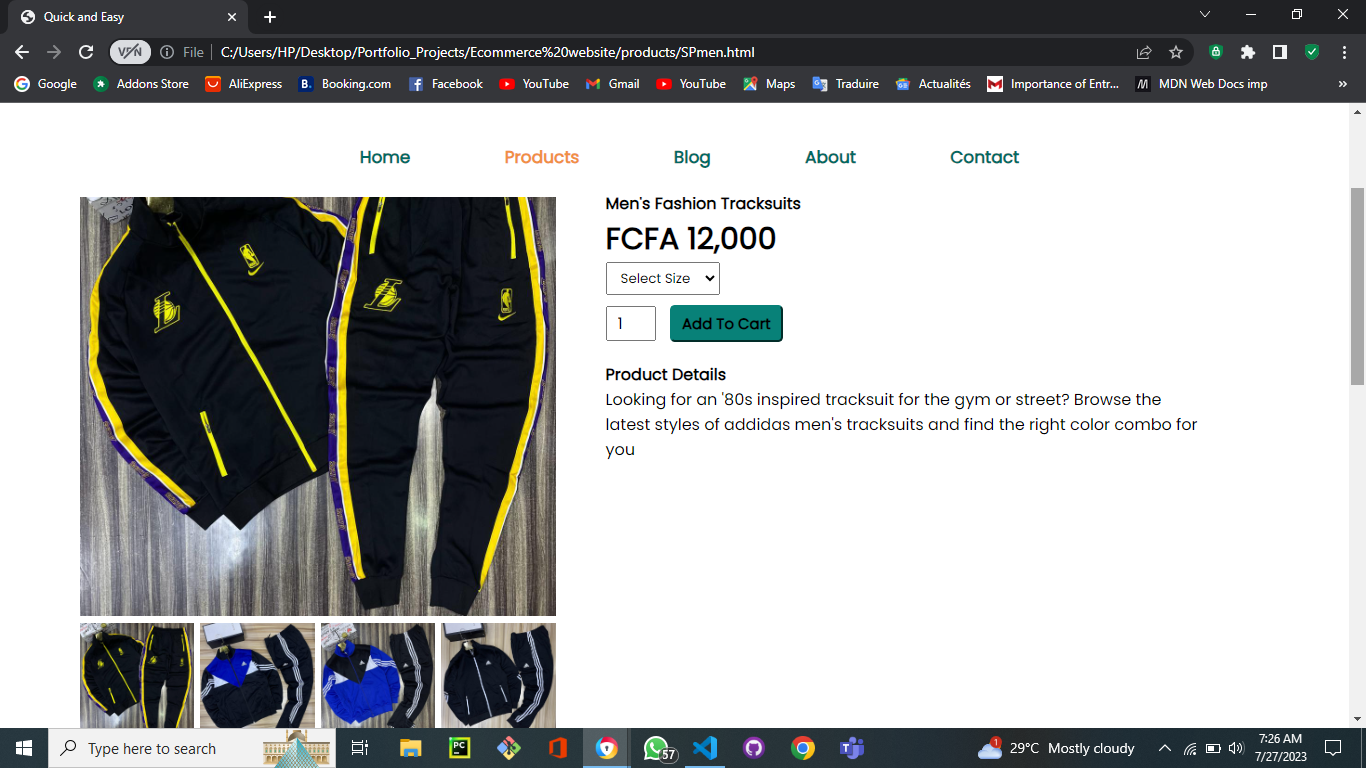 Quick and Easy
VPN
File
C:/Users/HP/Desktop/Portfolio_Projects/Ecommerce%20website/products/SPmen.html
Google Addons Store AliExpress B. Booking.com Facebook YouTube Gmail YouTube Maps Traduire Actualités Importance of Entr... M MDN Web Docs imp »
Home Products Blog About Contact
Men's Fashion Tracksuits
FCFA 12,000
Select Size
1 Add To Cart
Product Details
Looking for an '80s inspired tracksuit for the gym or street? Browse the
latest styles of addidas men's tracksuits and find the right color combo for
you
Type here to search
PC
57
1
29°C Mostly cloudy
7:26 AM
7/27/2023